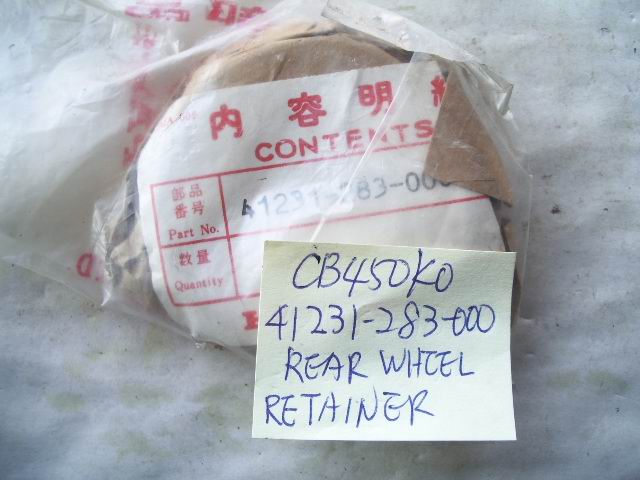 内容明細
CONTENTS
部品
番号
Part No.
41231-283-000
数量
Quantity
CB450K0
41231-283-000
REAR WHEEL
RETAINER